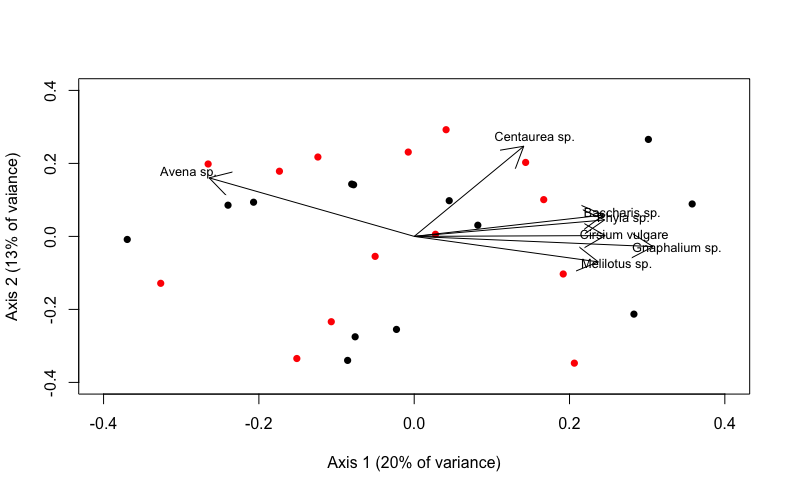 0.4
0.2
0.0
-0.2
-0.4
Axis 2 (13% of vaiance)
Centaurea sp.
Avena sp.
Baccharis sp.
Phyla sp.
Cirsium vulgare
Gnaphalium sp.
Melilotus sp.
-0.4 -0.2 0.0 0.2 0.4
Axis 1 (20% of variance)